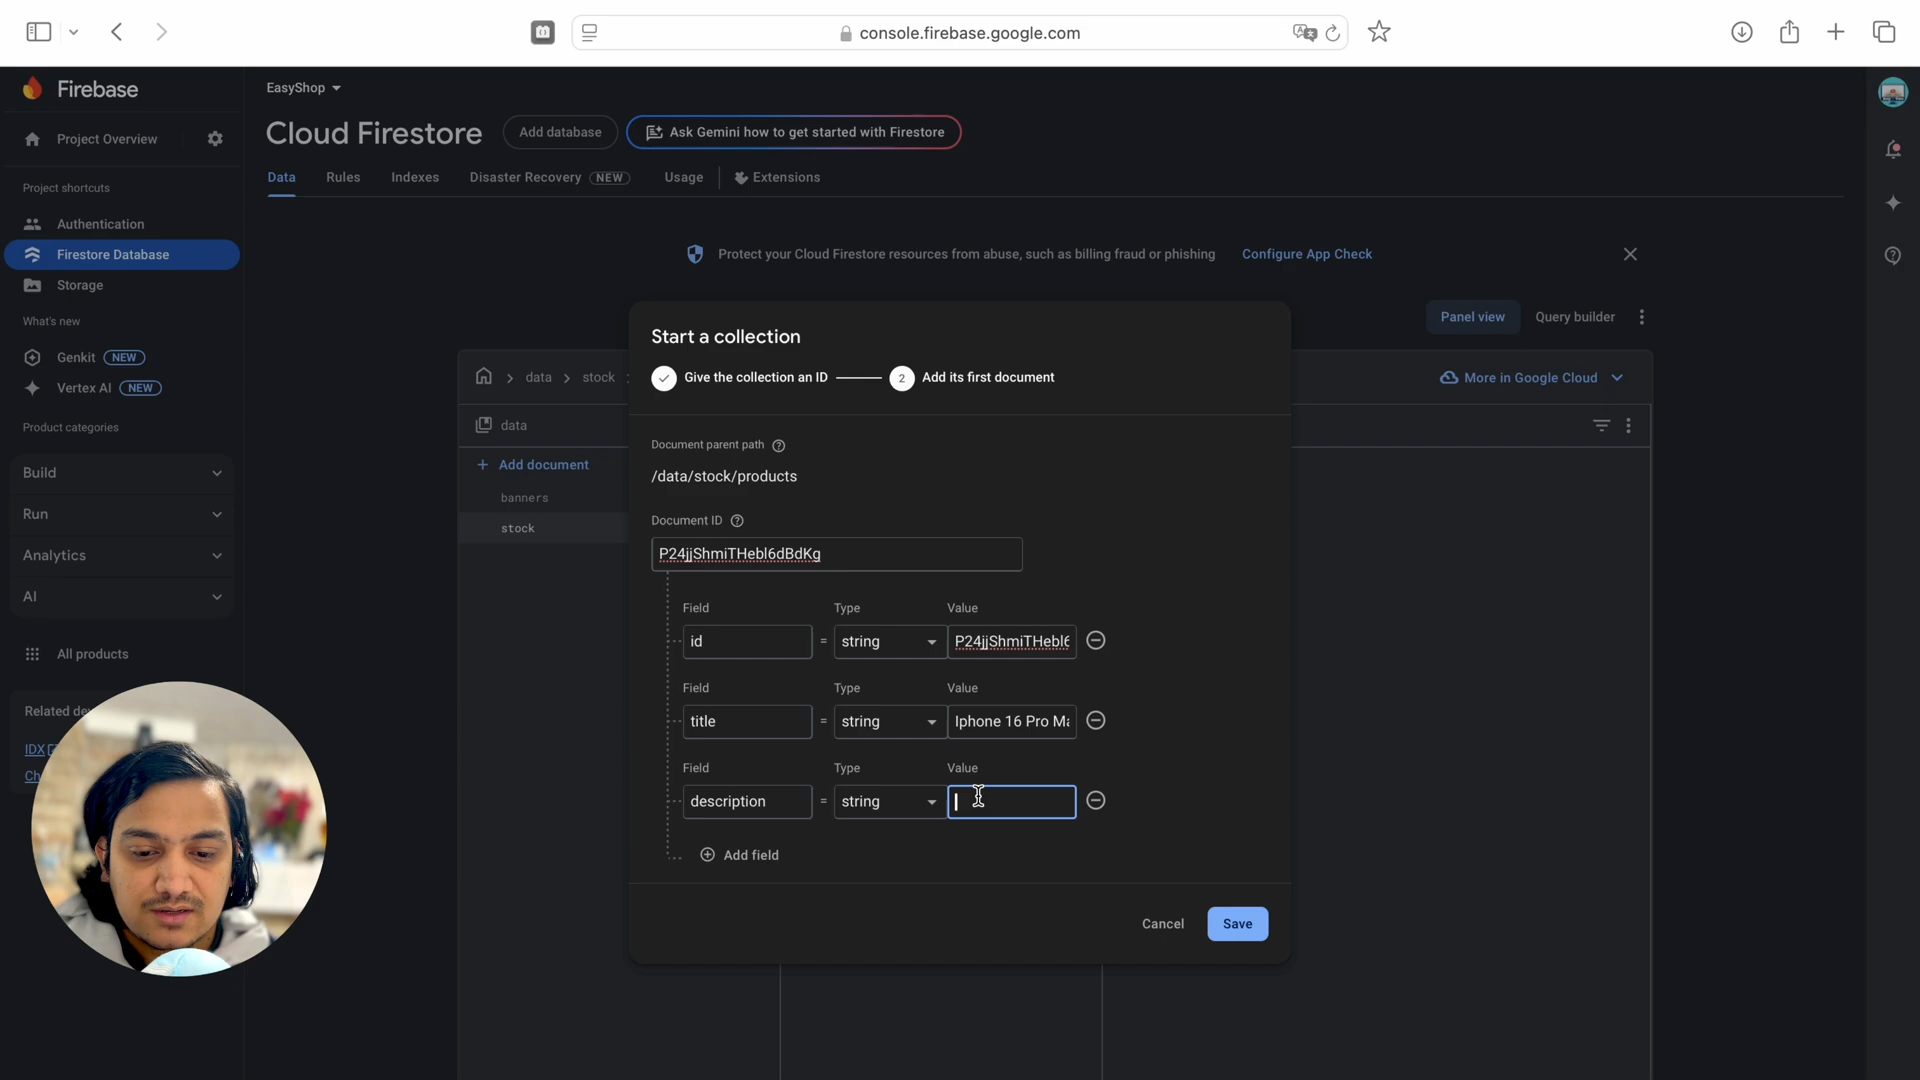 console.firebase.google.com
Firebase
EasyShop
Project Overview
Cloud Firestore
Add database
Ask Gemini how to get started with Firestore
Project shortcuts
Data
Rules
Indexes
Disaster Recovery NEW
Usage
Extensions
Authentication
Firestore Database
Storage
Protect your Cloud Firestore resources from abuse, such as billing fraud or phishing
Configure App Check
What's new
Genkit NEW
Vertex AI NEW
Product categories
Build
Run
Analytics
AI
All products
Related de
IDX
Ch
Panel view
Query builder
data
stock
More in Google Cloud
data
Add document
banners
stock
Start a collection
Give the collection an ID
2 Add its first document
Document parent path
/data/stock/products
Document ID
P24jjShmiTHebl6dBdKg
Field Type Value
id = string P24jjShmiTHebl6
Field Type Value
title = string Iphone 16 Pro Ma
Field Type Value
description = string
Add field
Cancel
Save